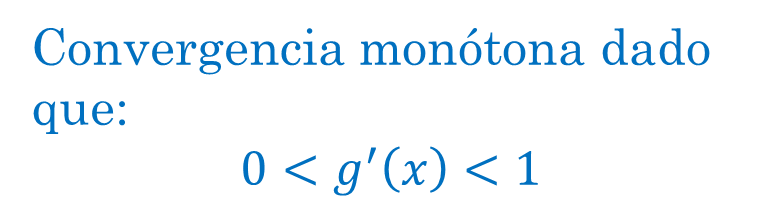 Convergencia monótona dado
que:
0 < g′(x) < 1